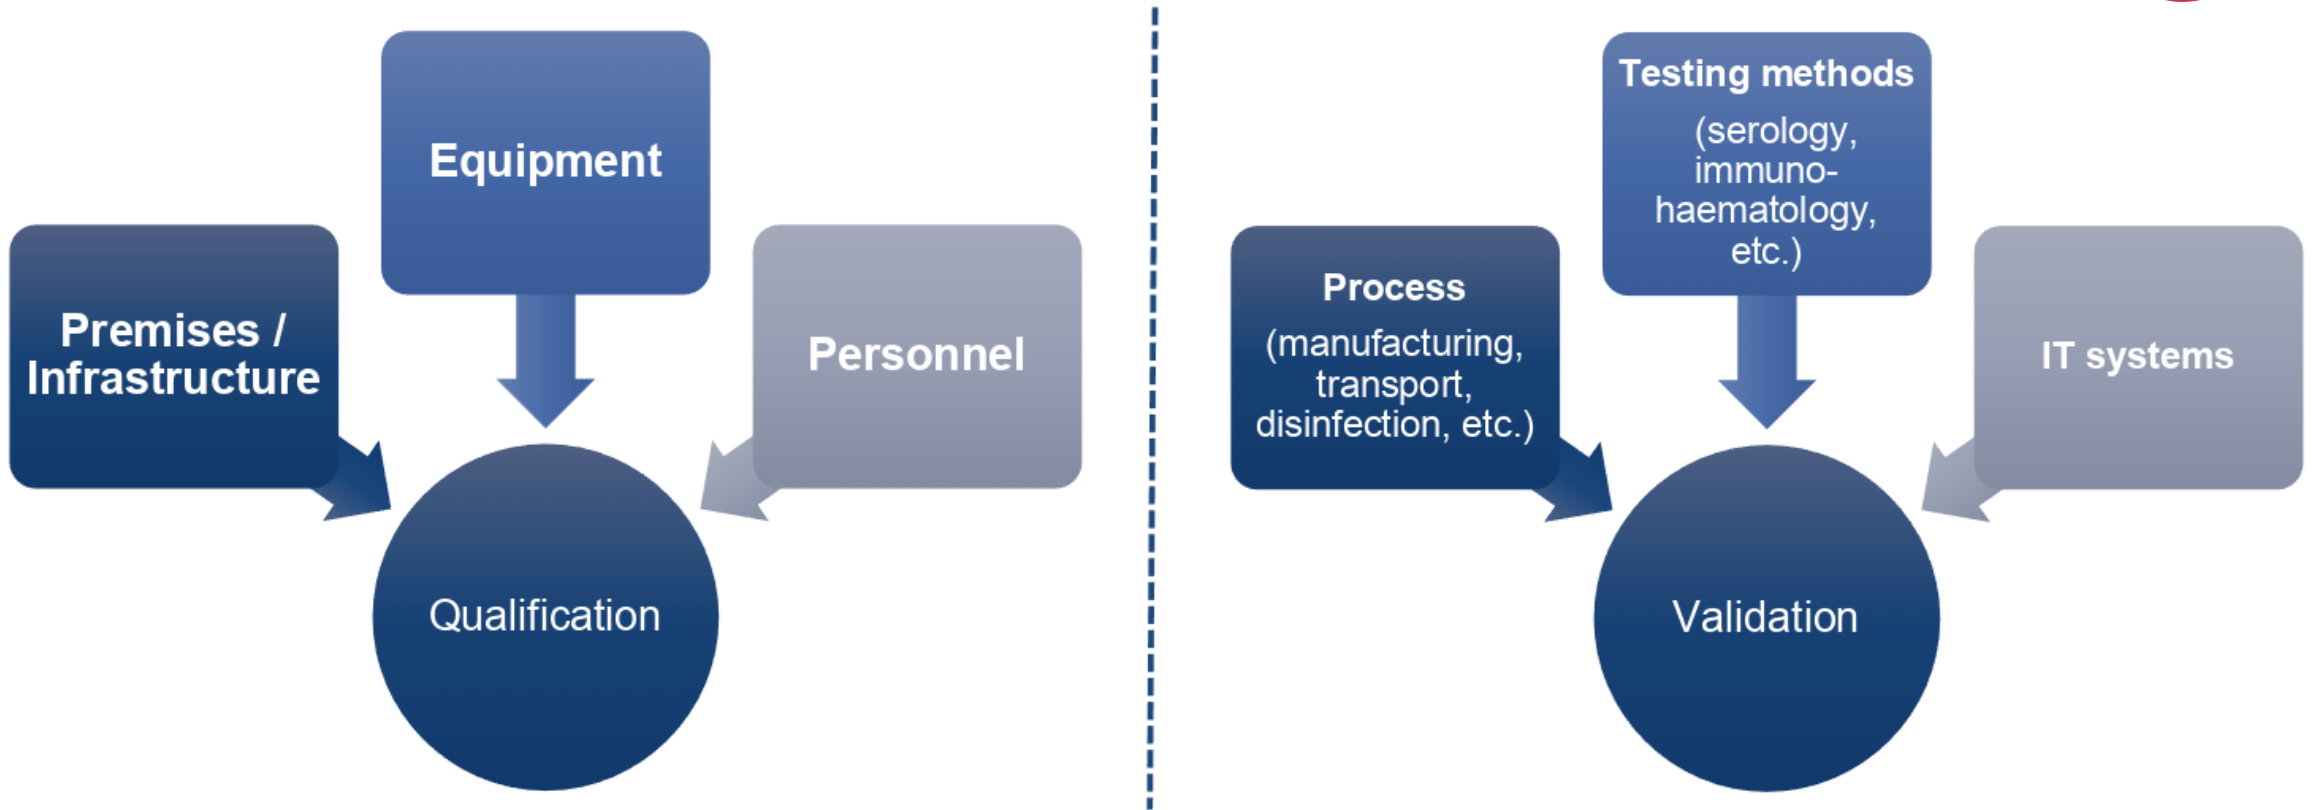 Equipment
Premises /
Infrastructure
Personnel
Qualification
Testing methods
(serology,
immuno-
haematology,
etc.)
Process
(manufacturing,
transport,
disinfection, etc.)
IT systems
Validation